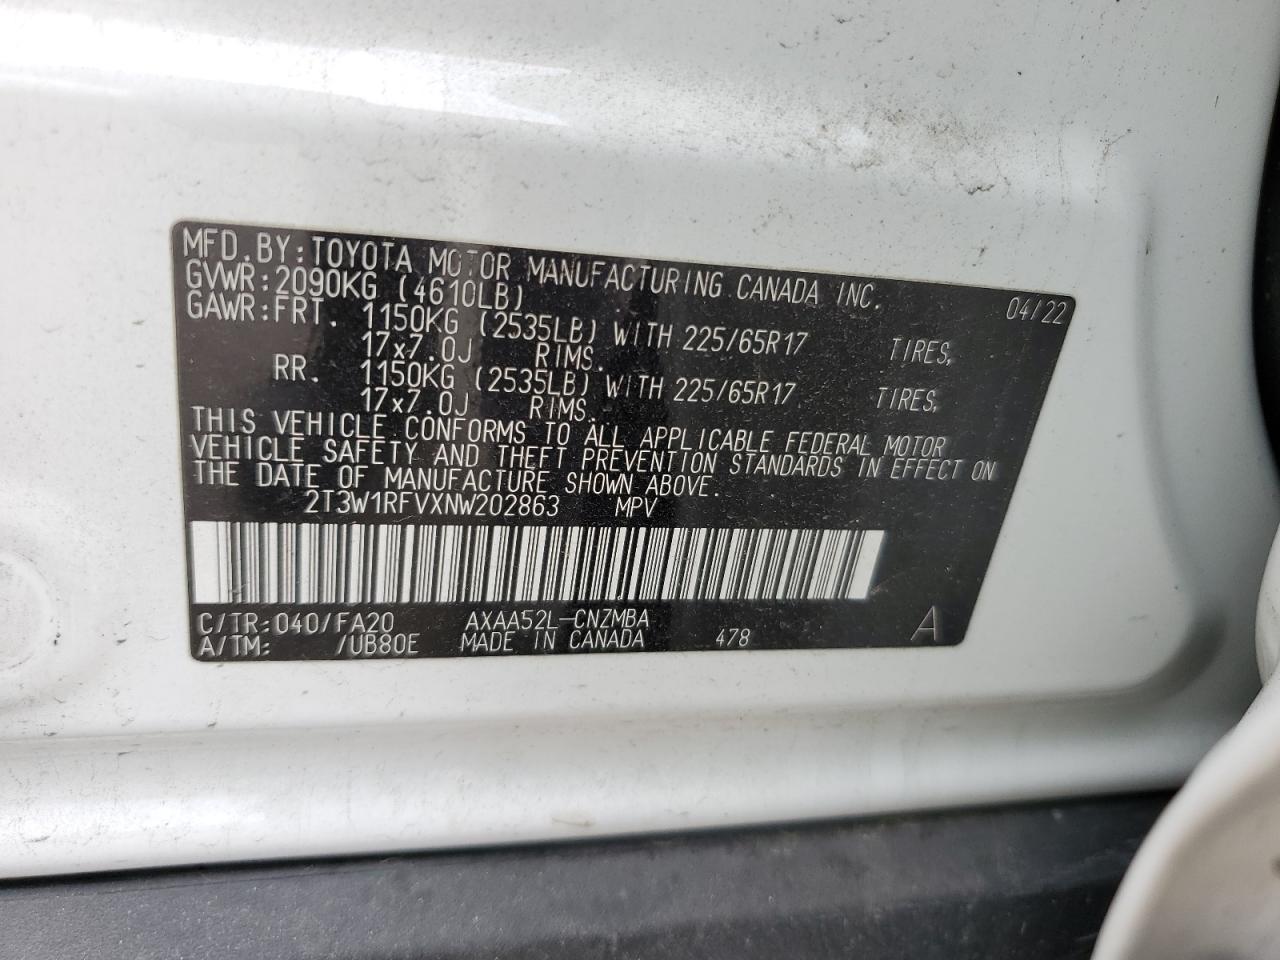 MFD.BY:TOYOTA MOTOR MANUFACTURING CANADA INC. 04/22
GVWR:2090KG (4610LB)
GAWR:FRT. 1150KG (2535LB) WITH 225/65R17 TIRES,
17x7.0J RIMS.
RR. 1150KG (2535LB) WITH 225/65R17 TIRES,
17x7.0J RIMS.
THIS VEHICLE CONFORMS TO ALL APPLICABLE FEDERAL MOTOR
VEHICLE SAFETY AND THEFT PREVENTION STANDARDS IN EFFECT ON
THE DATE OF MANUFACTURE SHOWN ABOVE.
2T3W1RFVXNW202863 MPV
C/TR:040/FA20 AXAA52L-CNZMBA
A/TM: /UB80E MADE IN CANADA 478 A